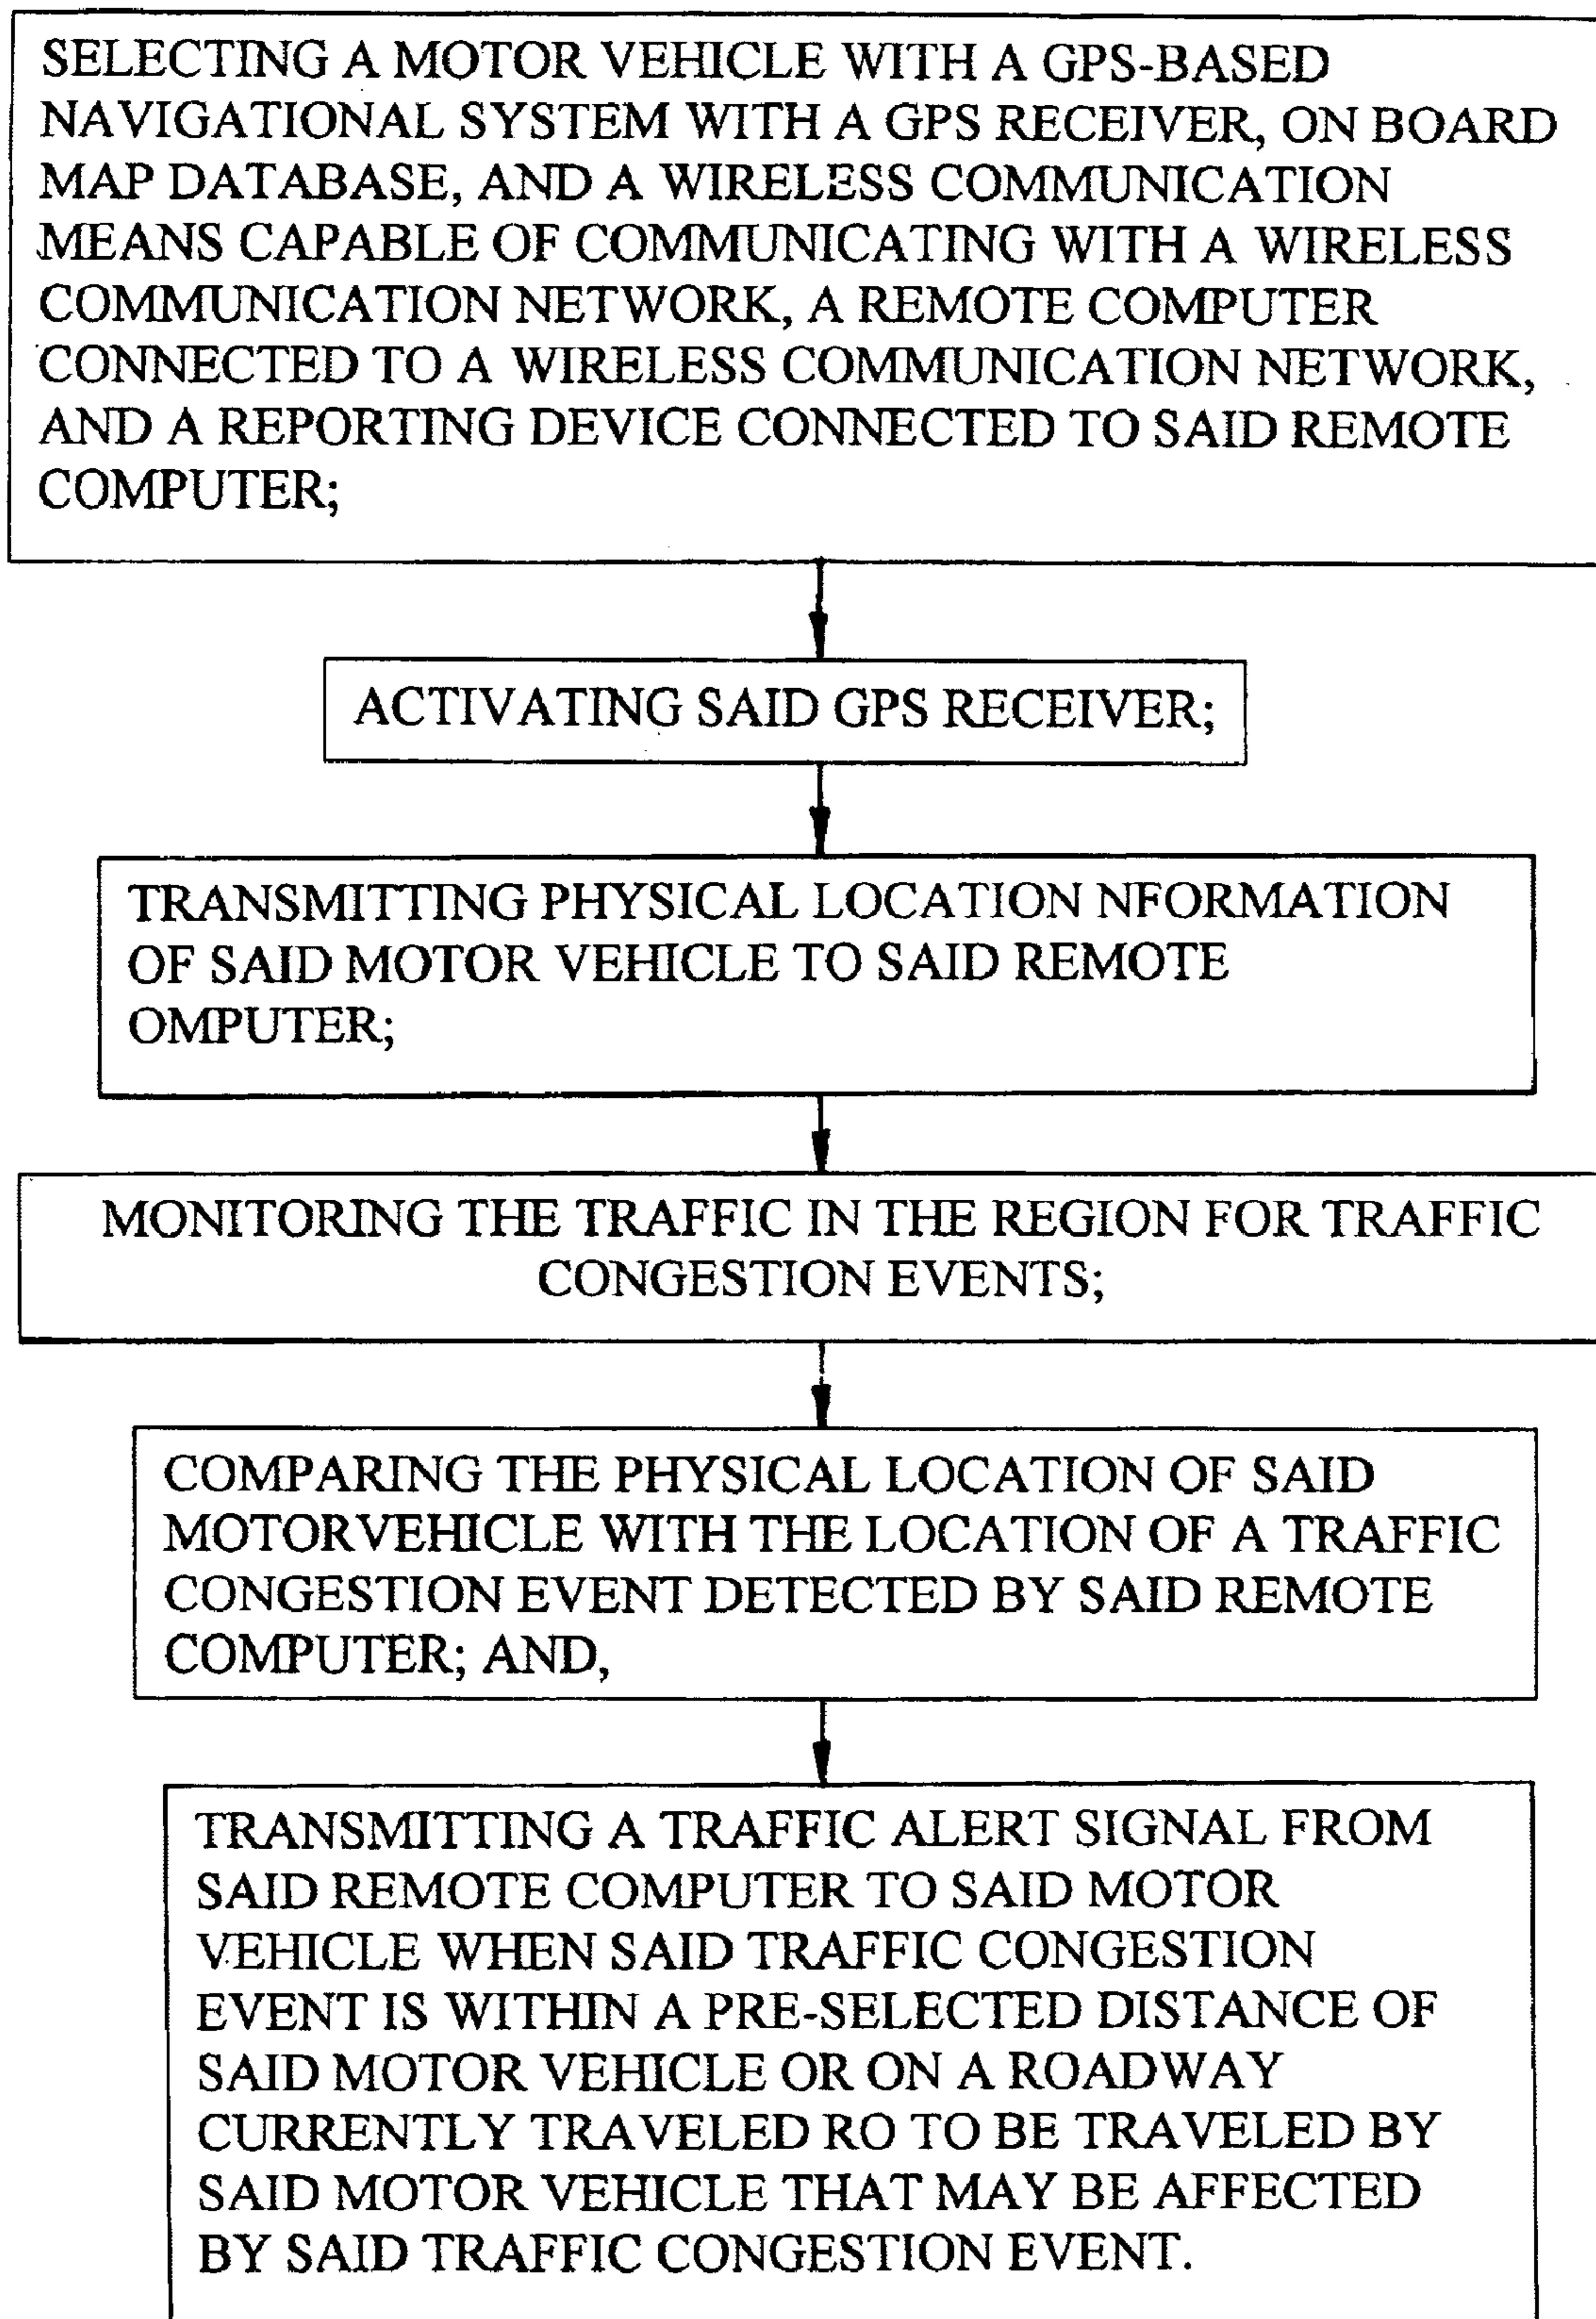 SELECTING A MOTOR VEHICLE WITH A GPS-BASED
NAVIGATIONAL SYSTEM WITH A GPS RECEIVER, ON BOARD
MAP DATABASE, AND A WIRELESS COMMUNICATION
MEANS CAPABLE OF COMMUNICATING WITH A WIRELESS
COMMUNICATION NETWORK, A REMOTE COMPUTER
CONNECTED TO A WIRELESS COMMUNICATION NETWORK,
AND A REPORTING DEVICE CONNECTED TO SAID REMOTE
COMPUTER;
ACTIVATING SAID GPS RECEIVER;
TRANSMITTING PHYSICAL LOCATION NFORMATION
OF SAID MOTOR VEHICLE TO SAID REMOTE
OMPUTER;
MONITORING THE TRAFFIC IN THE REGION FOR TRAFFIC
CONGESTION EVENTS;
COMPARING THE PHYSICAL LOCATION OF SAID
MOTORVEHICLE WITH THE LOCATION OF A TRAFFIC
CONGESTION EVENT DETECTED BY SAID REMOTE
COMPUTER; AND,
TRANSMITTING A TRAFFIC ALERT SIGNAL FROM
SAID REMOTE COMPUTER TO SAID MOTOR
VEHICLE WHEN SAID TRAFFIC CONGESTION
EVENT IS WITHIN A PRE-SELECTED DISTANCE OF
SAID MOTOR VEHICLE OR ON A ROADWAY
CURRENTLY TRAVELED RO TO BE TRAVELED BY
SAID MOTOR VEHICLE THAT MAY BE AFFECTED
BY SAID TRAFFIC CONGESTION EVENT.